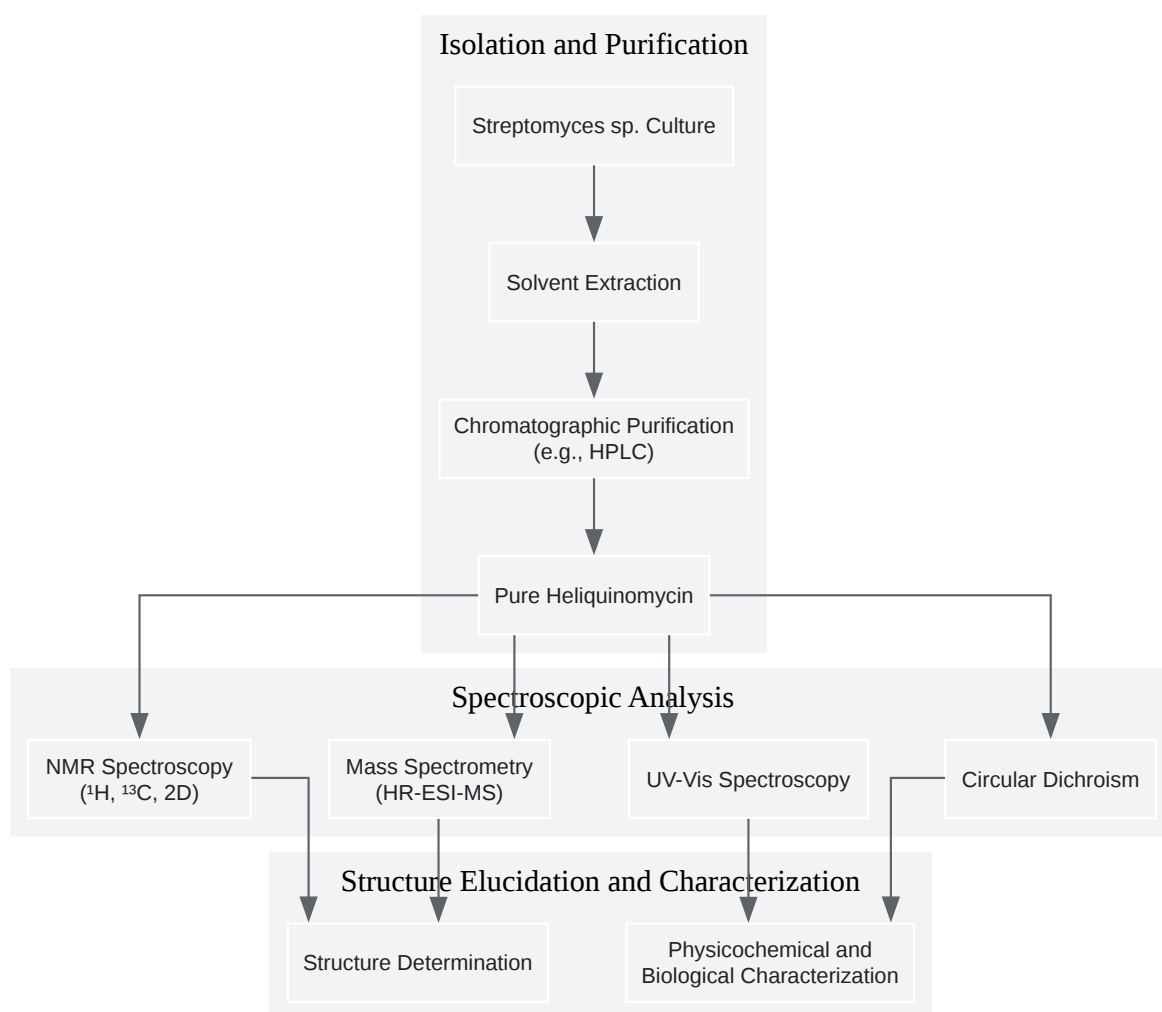 Isolation and Purification
Streptomyces sp. Culture
Solvent Extraction
Chromatographic Purification
(e.g., HPLC)
Pure Heliquinomycin
Spectroscopic Analysis
NMR Spectroscopy
(¹H, ¹³C, 2D)
Mass Spectrometry
(HR-ESI-MS)
UV-Vis Spectroscopy
Circular Dichroism
Structure Elucidation and Characterization
Structure Determination
Physicochemical and
Biological Characterization